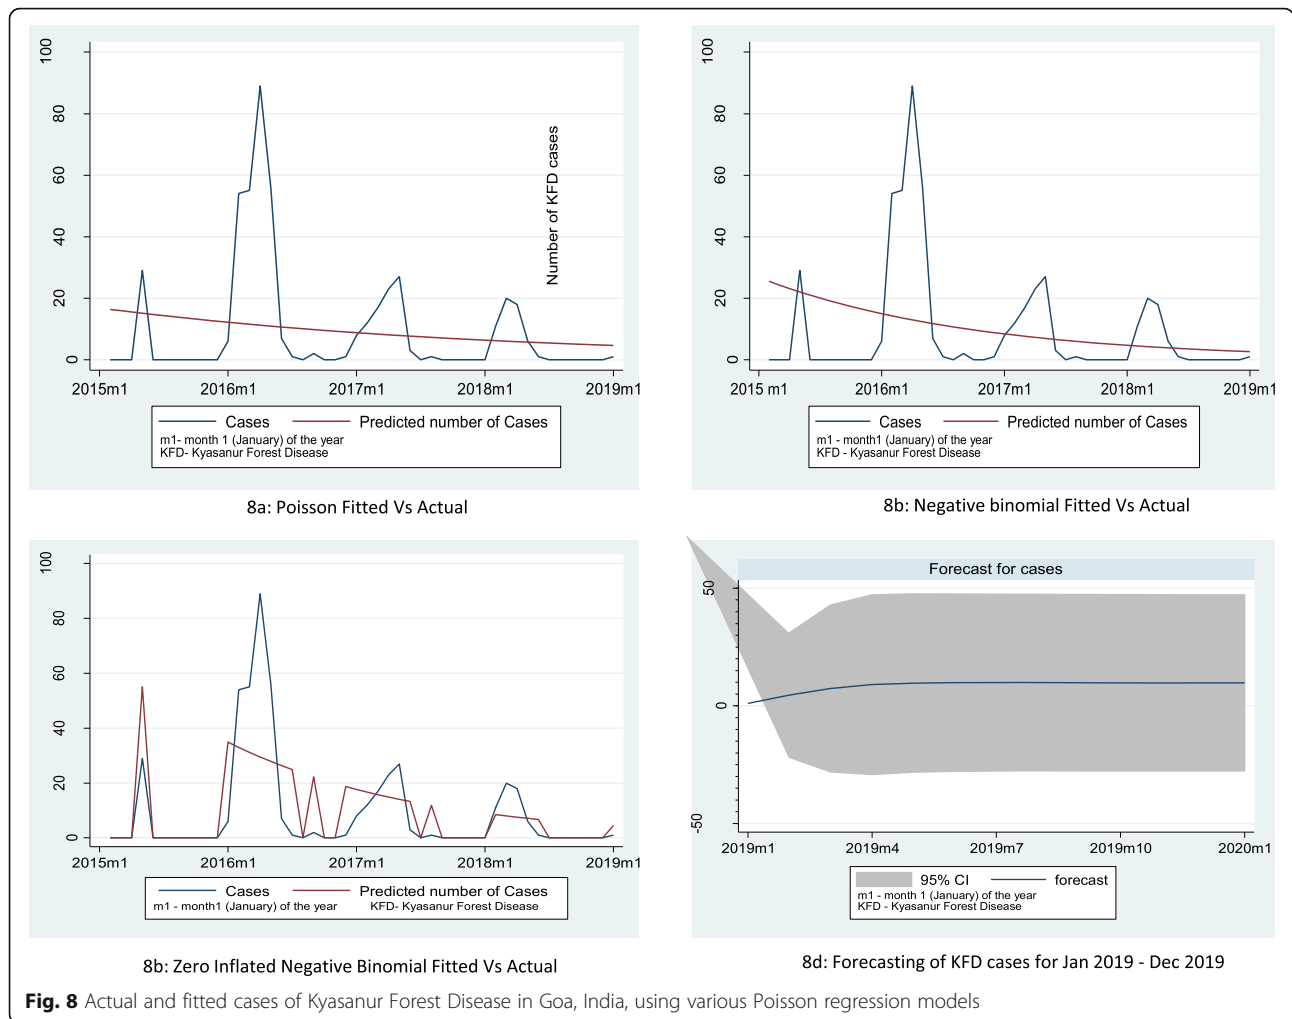 100
80
60
40
20
0
Number of KFD cases
2015m1 2016m1 2017m1 2018m1 2019m1
Cases Predicted number of Cases
m1- month 1 (January) of the year
KFD- Kyasanur Forest Disease
8a: Poisson Fitted Vs Actual
100
80
60
40
20
0
2015 m1 2016m1 2017m1 2018m1 2019m1
Cases Predicted number of Cases
m1 - month1 (January) of the year
KFD - Kyasanur Forest Disease
8b: Negative binomial Fitted Vs Actual
100
80
60
40
20
0
2015m1 2016m1 2017m1 2018m1 2019m1
Cases Predicted number of Cases
m1 - month1 (January) of the year KFD- Kyasanur Forest Disease
8b: Zero Inflated Negative Binomial Fitted Vs Actual
Forecast for cases
50
0
-50
2019m1 2019m4 2019m7 2019m10 2020m1
95% CI forecast
m1 - month1 (January) of the year
KFD - Kyasanur Forest Disease
8d: Forecasting of KFD cases for Jan 2019 - Dec 2019
Fig. 8 Actual and fitted cases of Kyasanur Forest Disease in Goa, India, using various Poisson regression models